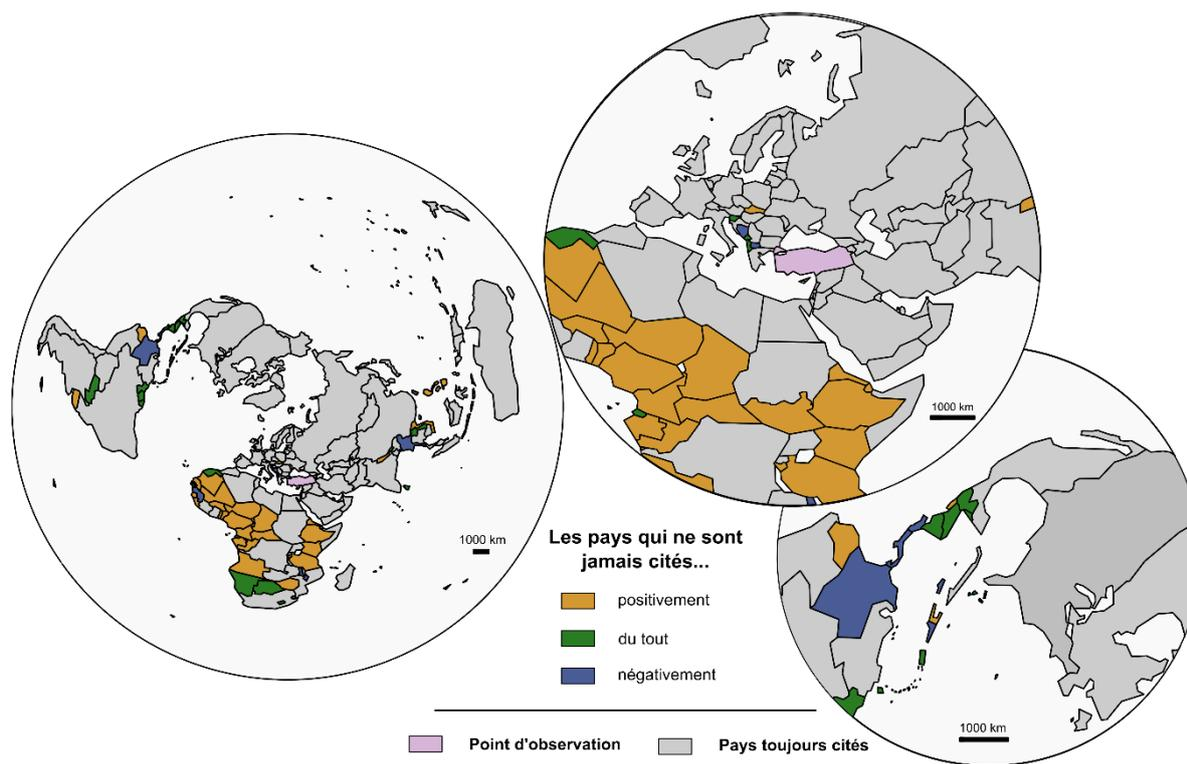 1000 km
1000 km
Les pays qui ne sont
jamais cités...
positivement
du tout
négativement
1000 km
Point d'observation
Pays toujours cités